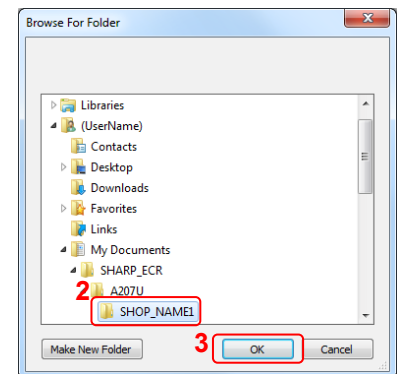 Browse For Folder
Libraries
(UserName)
Contacts
Desktop
Downloads
Favorites
Links
My Documents
SHARP_ECR
2 A207U
SHOP_NAME1
Make New Folder 3 OK Cancel